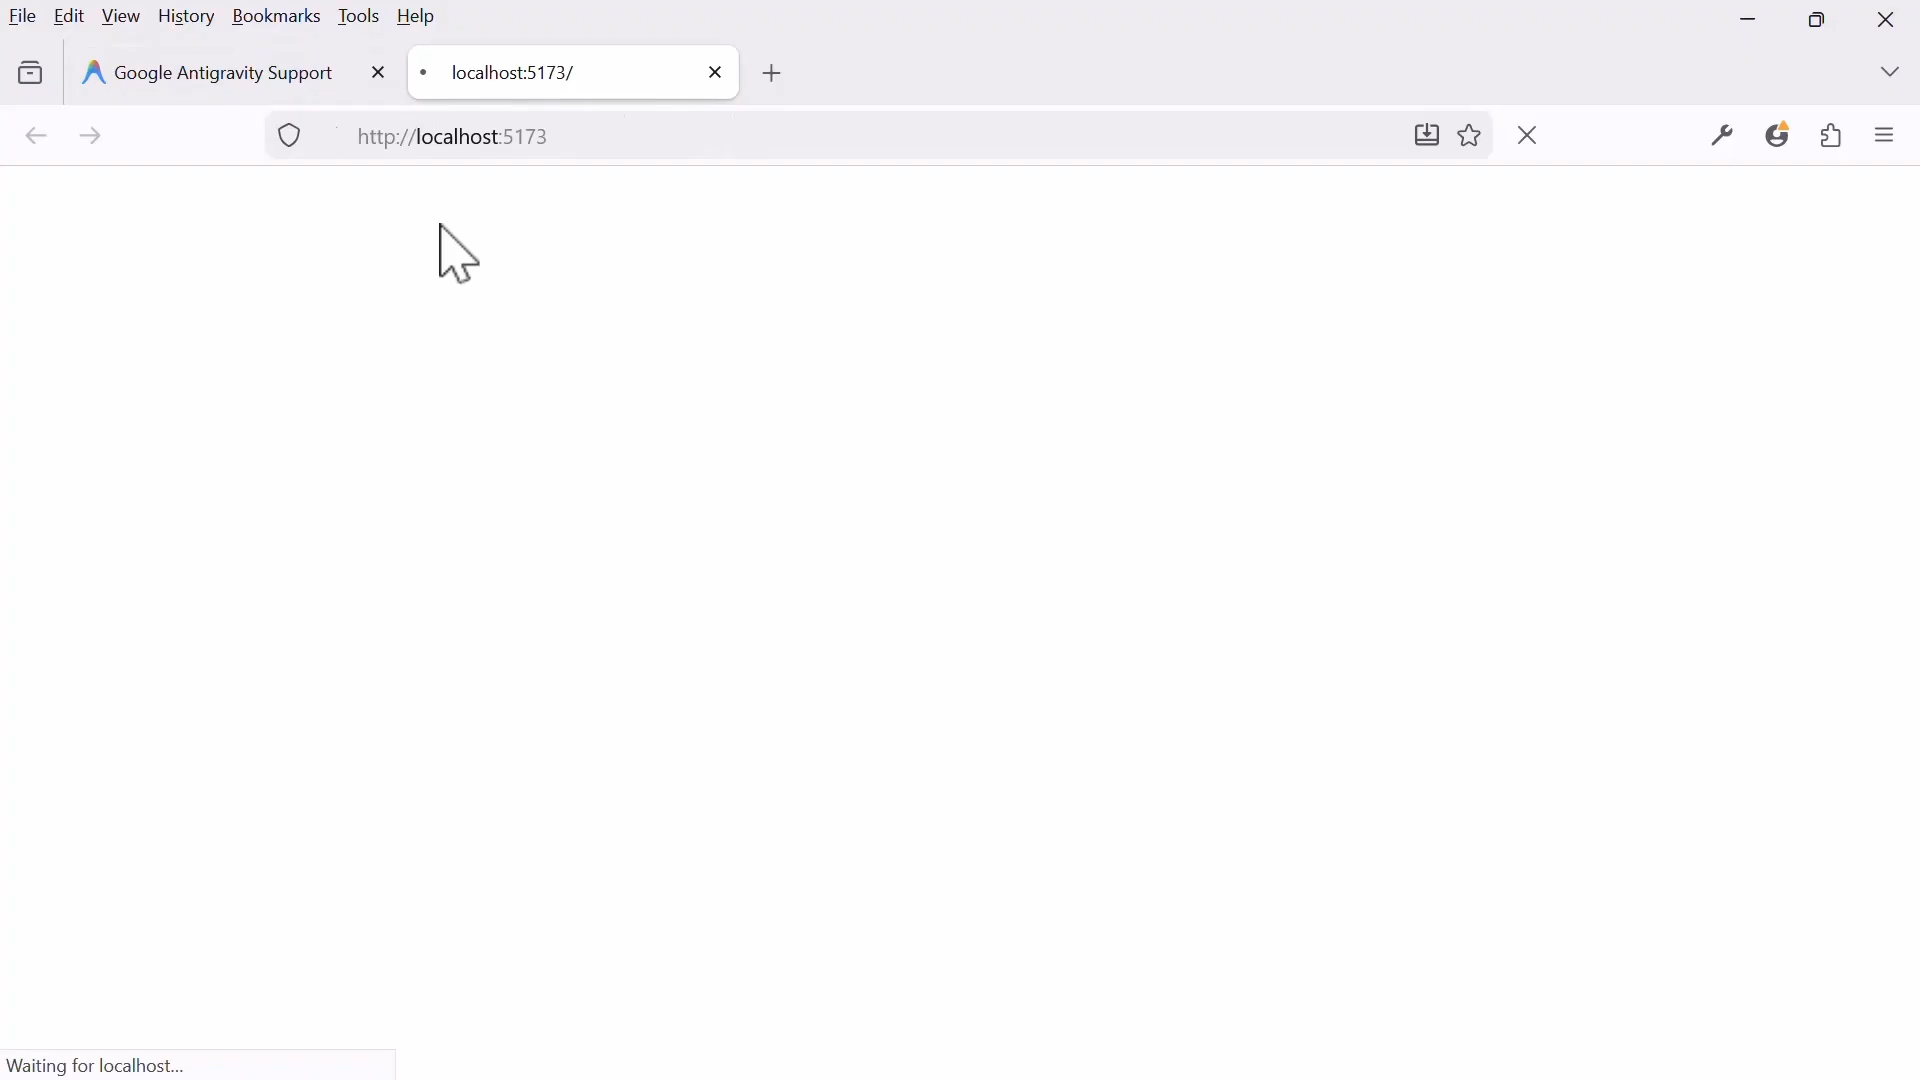 File Edit View History Bookmarks Tools Help
Google Antigravity Support localhost:5173/
http://localhost:5173
Waiting for localhost...